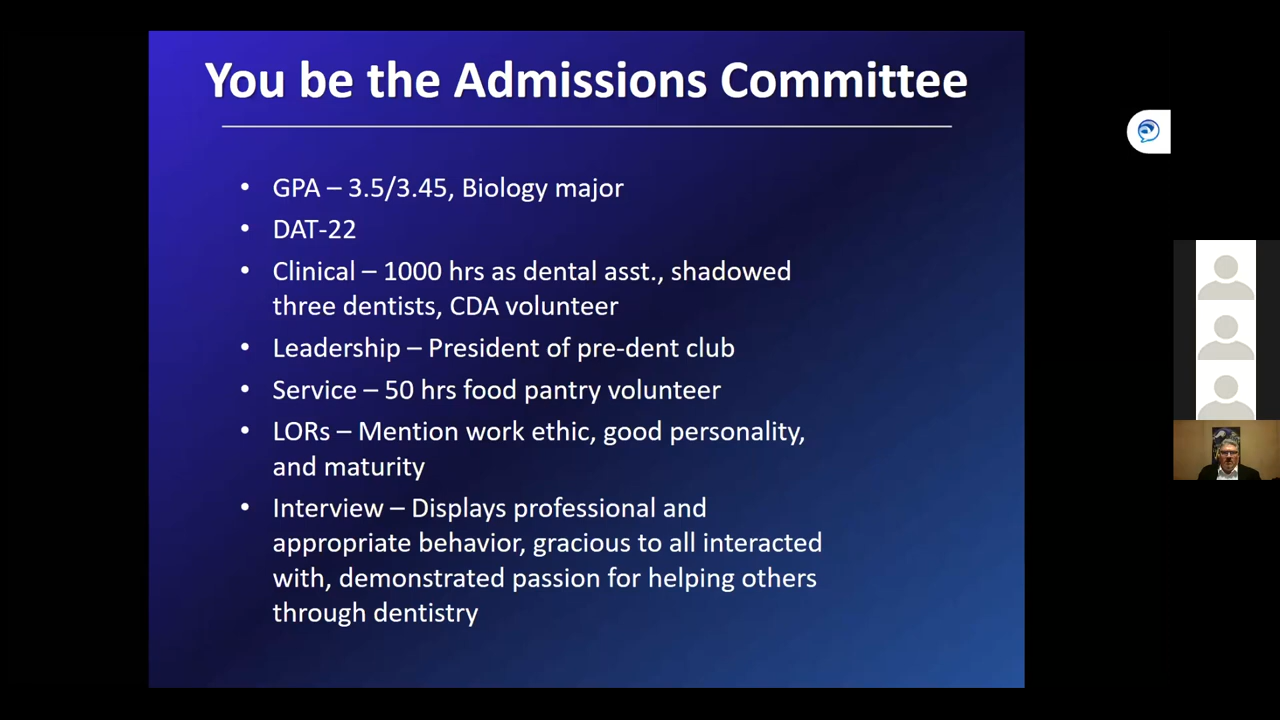 You be the Admissions Committee
• GPA – 3.5/3.45, Biology major
• DAT-22
• Clinical – 1000 hrs as dental asst., shadowed
three dentists, CDA volunteer
• Leadership – President of pre-dent club
• Service – 50 hrs food pantry volunteer
• LORs – Mention work ethic, good personality,
and maturity
• Interview – Displays professional and
appropriate behavior, gracious to all interacted
with, demonstrated passion for helping others
through dentistry